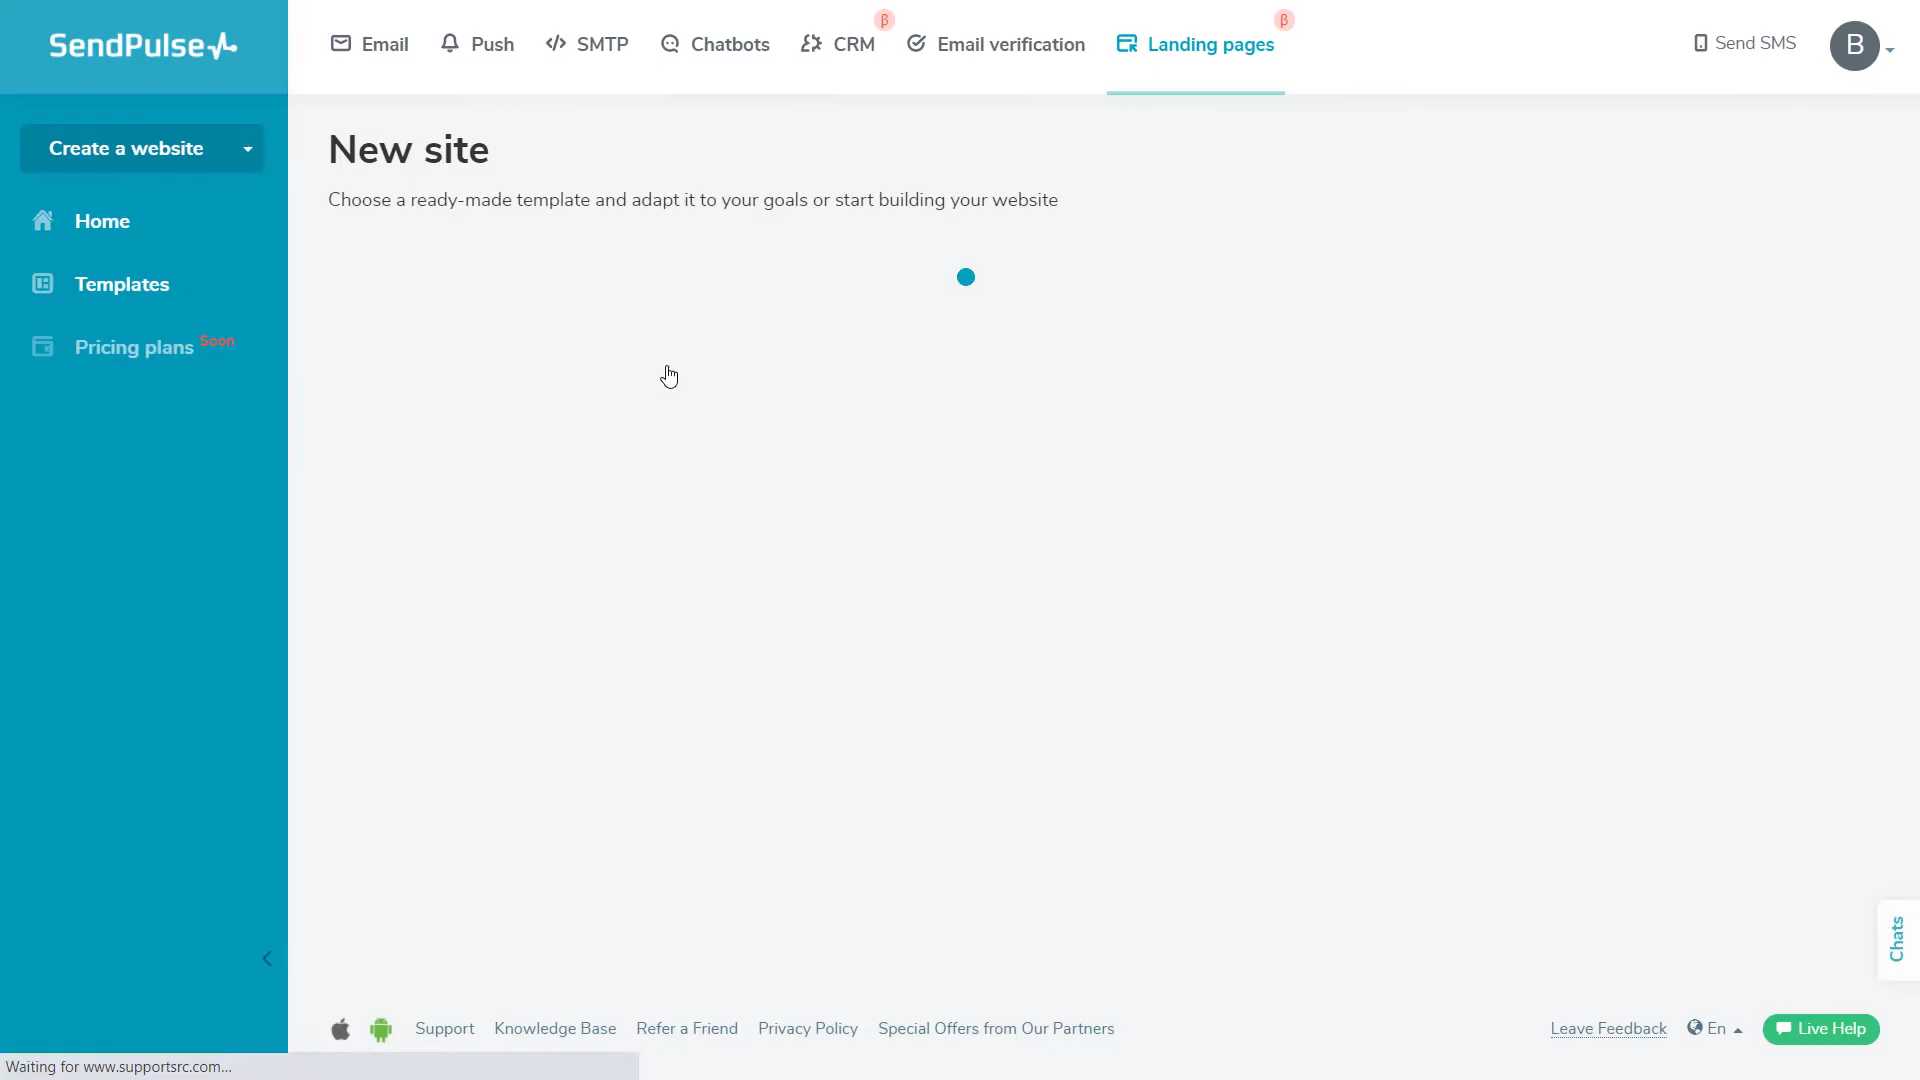 SendPulse
Email
Push
SMTP
Chatbots
CRM
β
Email verification
Landing pages
β
Send SMS
B
Create a website
Home
Templates
Pricing plans Soon
New site
Choose a ready-made template and adapt it to your goals or start building your website
Chats
Support
Knowledge Base
Refer a Friend
Privacy Policy
Special Offers from Our Partners
Leave Feedback
En
Live Help
Waiting for www.supportsrc.com...